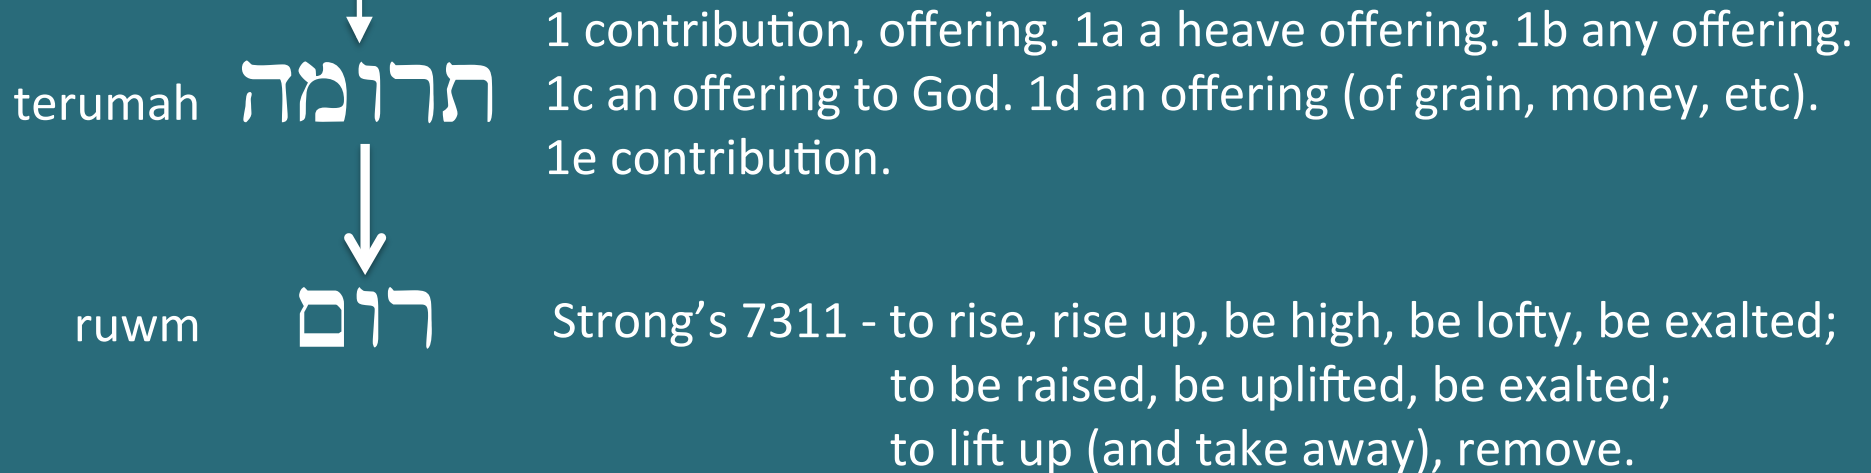 1 contribution, offering. 1a a heave offering. 1b any offering.
terumah תרומה 1c an offering to God. 1d an offering (of grain, money, etc).
1e contribution.
ruwm רום Strong’s 7311 - to rise, rise up, be high, be lofty, be exalted;
to be raised, be uplifted, be exalted;
to lift up (and take away), remove.